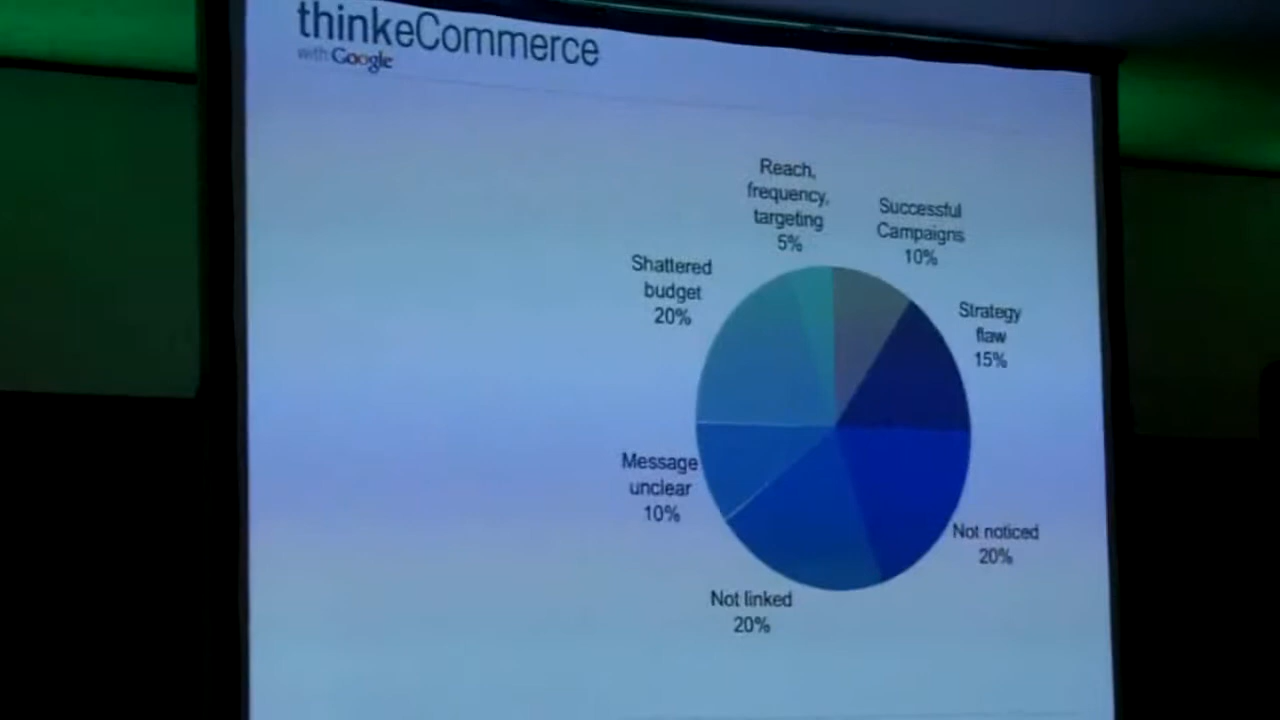 thinkeCommerce
with Google
Reach,
frequency,
targeting
5%
Successful
Campaigns
10%
Shattered
budget
20%
Strategy
flaw
15%
Message
unclear
10%
Not noticed
20%
Not linked
20%